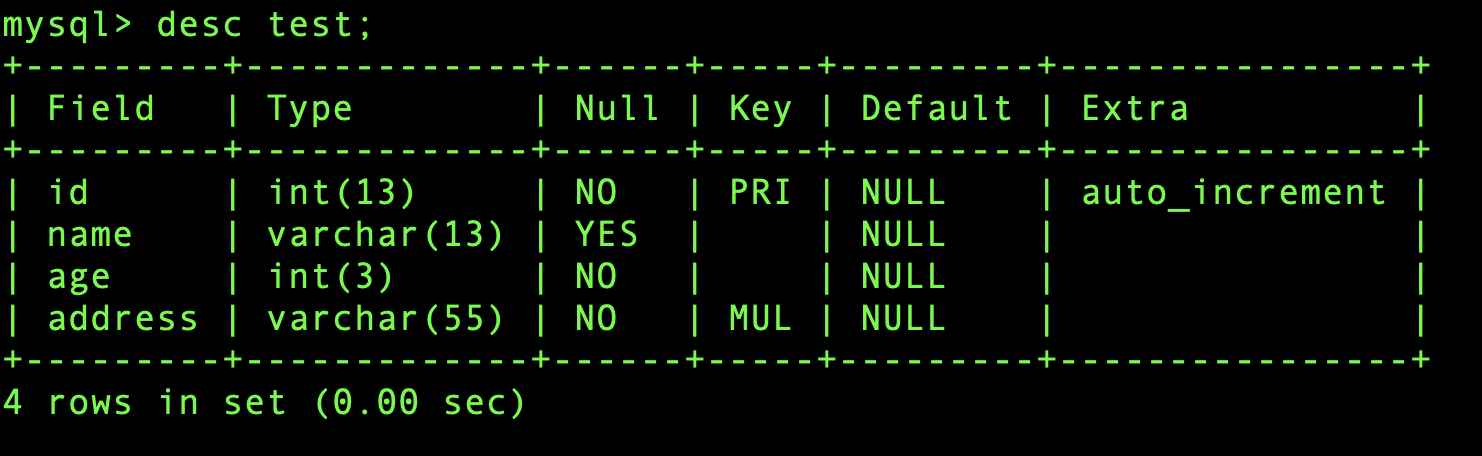 mysql> desc test;
+---------+-------------+------+-----+---------+----------------+
| Field   | Type        | Null | Key | Default | Extra          |
+---------+-------------+------+-----+---------+----------------+
| id      | int(13)     | NO   | PRI | NULL    | auto_increment |
| name    | varchar(13) | YES  |     | NULL    |                |
| age     | int(3)      | NO   |     | NULL    |                |
| address | varchar(55) | NO   | MUL | NULL    |                |
+---------+-------------+------+-----+---------+----------------+
4 rows in set (0.00 sec)